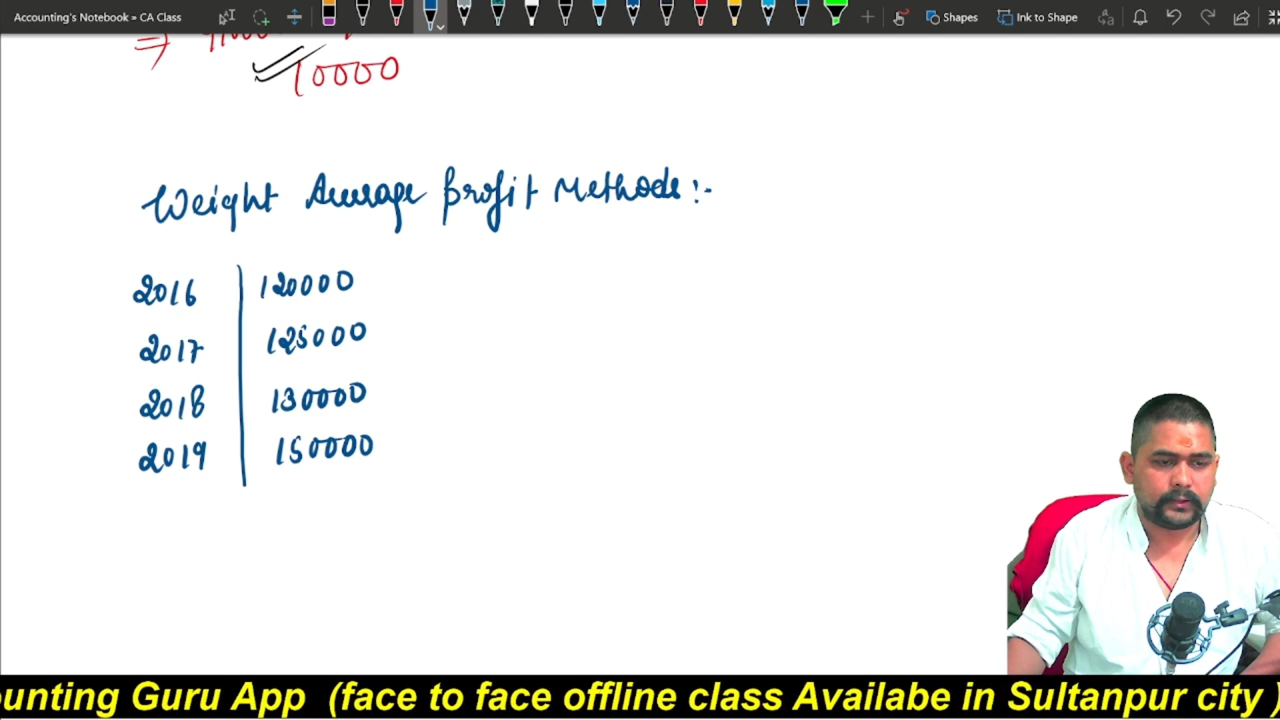 Accounting's Notebook » CA Class
Shapes
Ink to Shape
10000
Weight Average Profit Methode :-
2016 120000
2017 125000
2018 130000
2019 150000
ounting Guru App (face to face offline class Availabe in Sultanpur city )